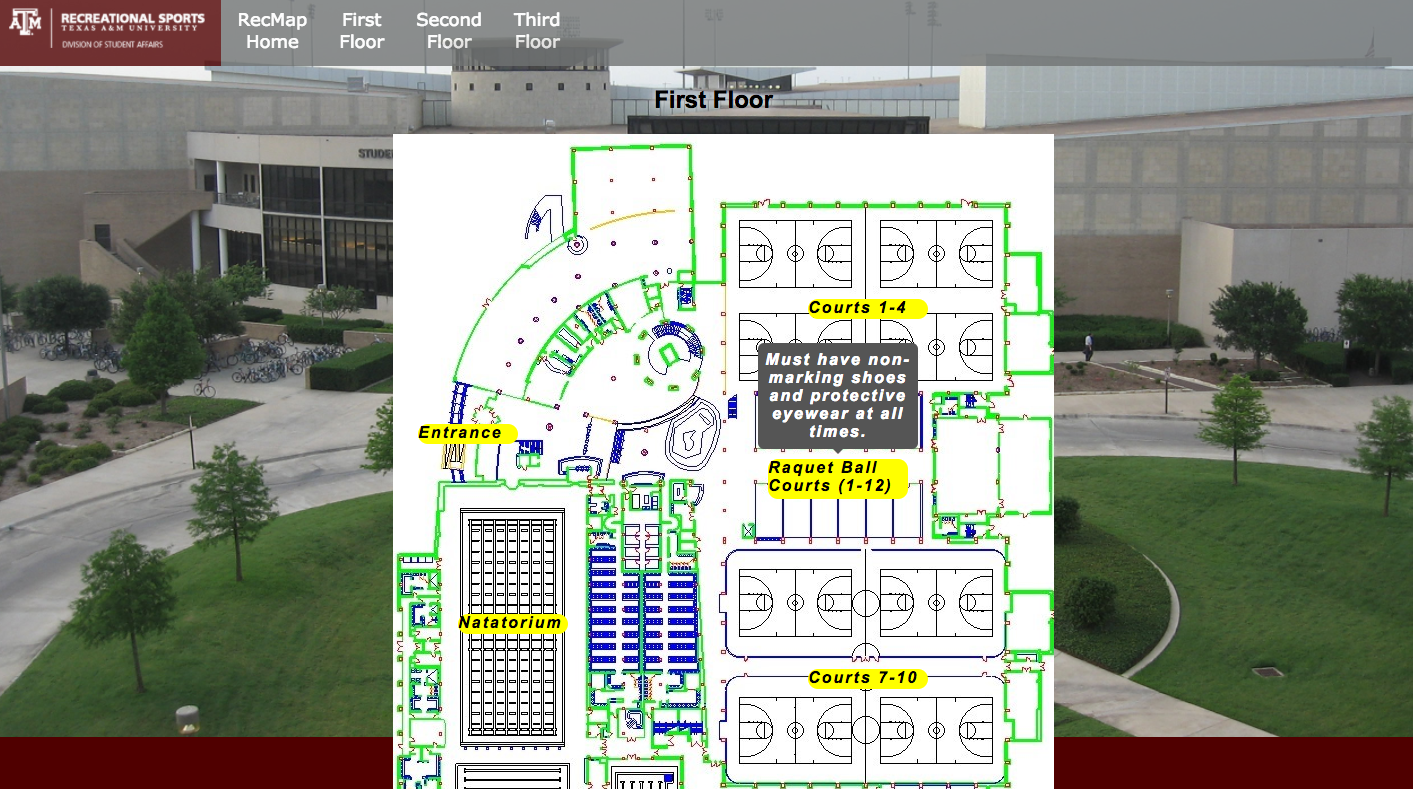 ATM
RECREATIONAL SPORTS
TEXAS A&M UNIVERSITY
DIVISION OF STUDENT AFFAIRS
RecMap
Home
First
Floor
Second
Floor
Third
Floor
First Floor
STUDE
Courts 1-4
Must have non-
marking shoes
and protective
eyewear at all
times.
Entrance
Raquet Ball
Courts (1-12)
Natatorium
Courts 7-10